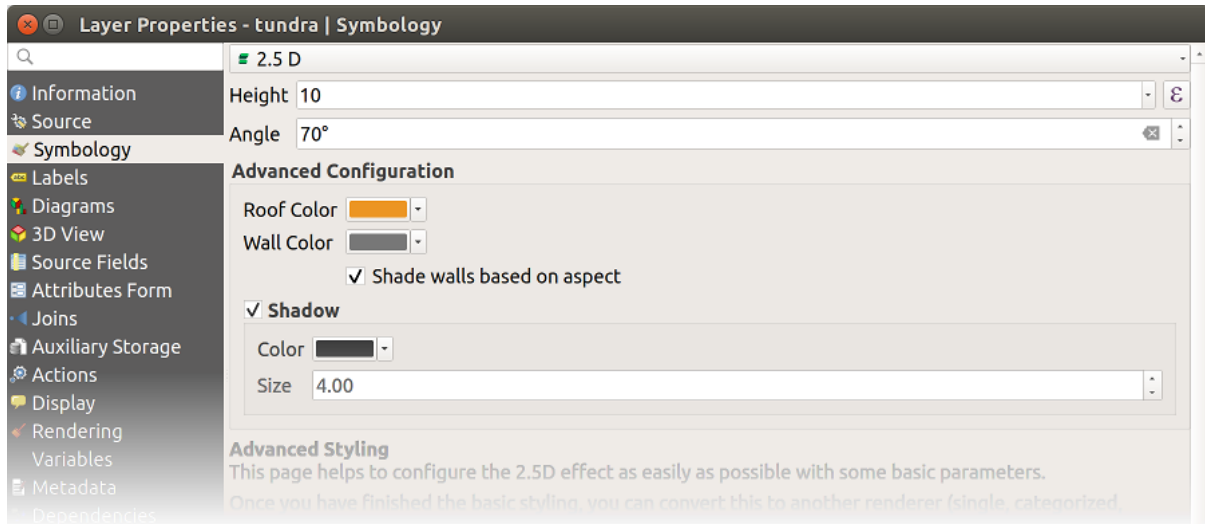 Layer Properties - tundra | Symbology
2.5 D
Information
Source
Symbology
Labels
Diagrams
3D View
Source Fields
Attributes Form
Joins
Auxiliary Storage
Actions
Display
Rendering
Variables
Metadata
Dependencies
Height 10 ε
Angle 70°
Advanced Configuration
Roof Color
Wall Color
Shade walls based on aspect
Shadow
Color
Size 4.00
Advanced Styling
This page helps to configure the 2.5D effect as easily as possible with some basic parameters.
Once you have finished the basic styling, you can convert this to another renderer (single, categorized,